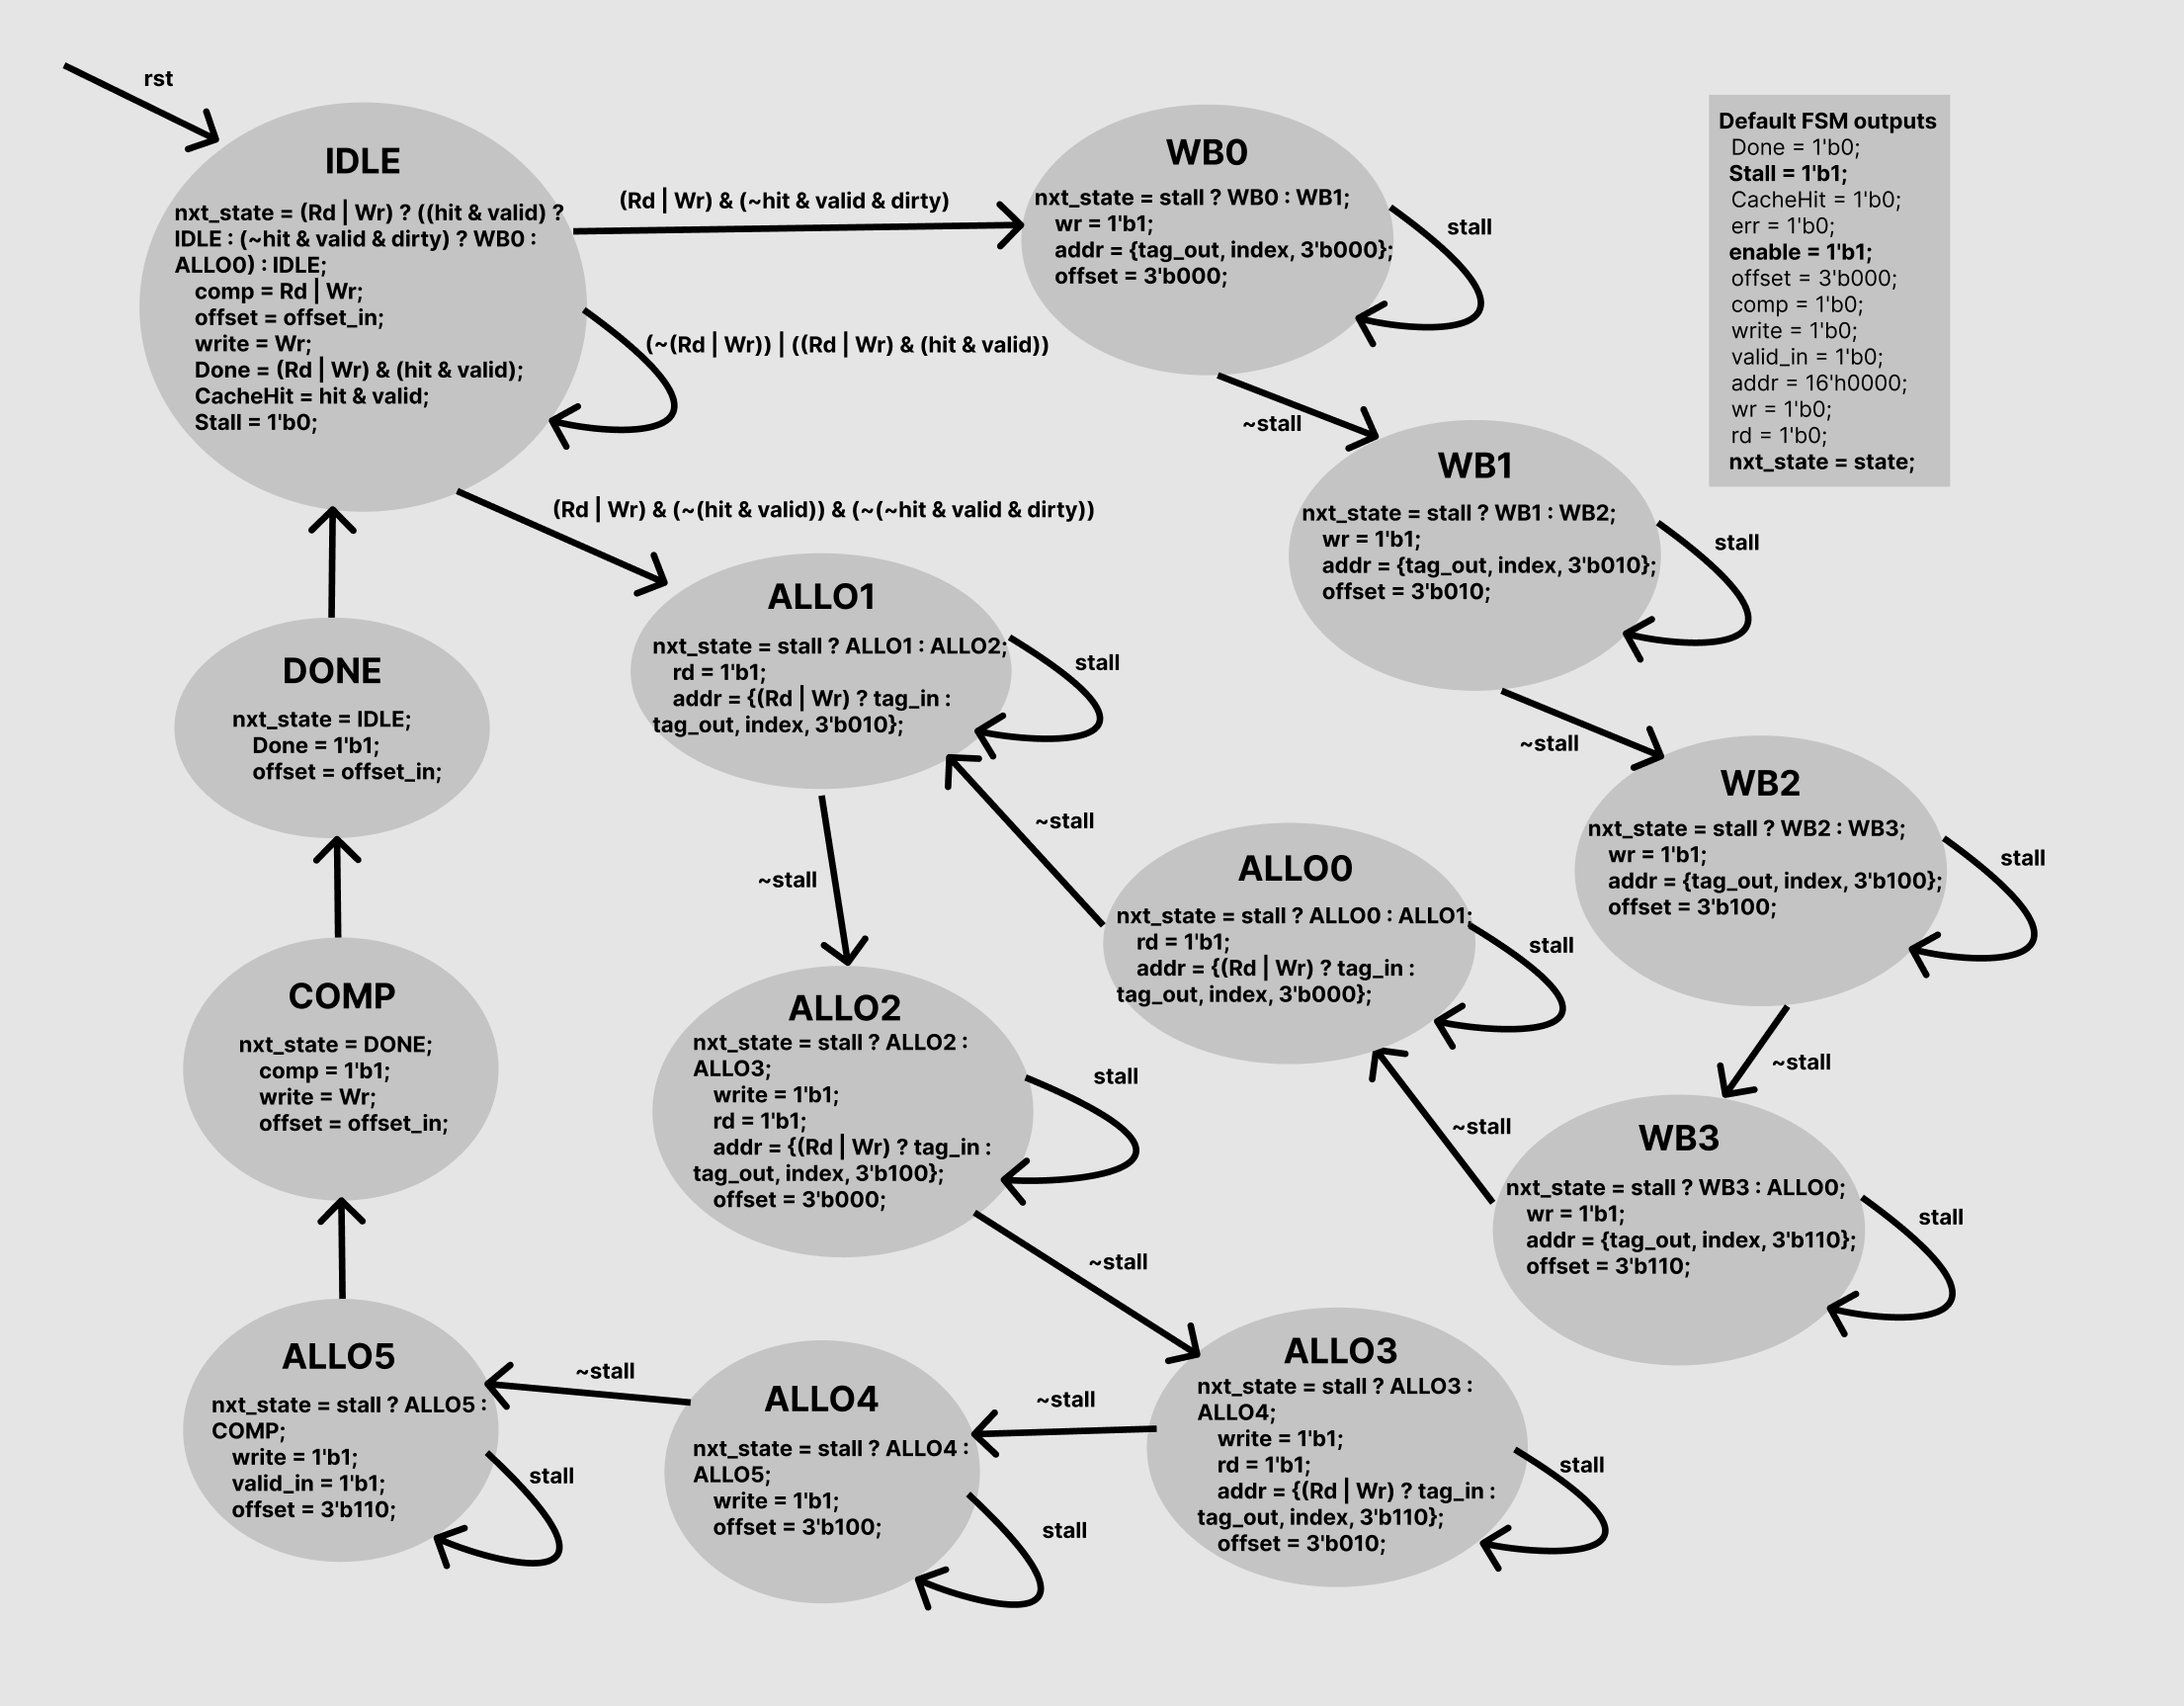 rst
IDLE
nxt_state = (Rd | Wr) ? ((hit & valid) ?
IDLE : (~hit & valid & dirty) ? WB0 :
ALLO0) : IDLE;
comp = Rd | Wr;
offset = offset_in;
write = Wr;
Done = (Rd | Wr) & (hit & valid);
CacheHit = hit & valid;
Stall = 1'b0;
(Rd | Wr) & (~hit & valid & dirty)
(~(Rd | Wr)) | ((Rd | Wr) & (hit & valid))
(Rd | Wr) & (~(hit & valid)) & (~(~hit & valid & dirty))
WB0
nxt_state = stall ? WB0 : WB1;
wr = 1'b1;
addr = {tag_out, index, 3'b000};
offset = 3'b000;
stall
~stall
Default FSM outputs
Done = 1'b0;
Stall = 1'b1;
CacheHit = 1'b0;
err = 1'b0;
enable = 1'b1;
offset = 3'b000;
comp = 1'b0;
write = 1'b0;
valid_in = 1'b0;
addr = 16'h0000;
wr = 1'b0;
rd = 1'b0;
nxt_state = state;
WB1
nxt_state = stall ? WB1 : WB2;
wr = 1'b1;
addr = {tag_out, index, 3'b010};
offset = 3'b010;
stall
~stall
WB2
nxt_state = stall ? WB2 : WB3;
wr = 1'b1;
addr = {tag_out, index, 3'b100};
offset = 3'b100;
stall
~stall
WB3
nxt_state = stall ? WB3 : ALLO0;
wr = 1'b1;
addr = {tag_out, index, 3'b110};
offset = 3'b110;
stall
~stall
ALLO0
nxt_state = stall ? ALLO0 : ALLO1;
rd = 1'b1;
addr = {(Rd | Wr) ? tag_in :
tag_out, index, 3'b000};
stall
~stall
ALLO1
nxt_state = stall ? ALLO1 : ALLO2;
rd = 1'b1;
addr = {(Rd | Wr) ? tag_in :
tag_out, index, 3'b010};
stall
~stall
ALLO2
nxt_state = stall ? ALLO2 :
ALLO3;
write = 1'b1;
rd = 1'b1;
addr = {(Rd | Wr) ? tag_in :
tag_out, index, 3'b100};
offset = 3'b000;
stall
~stall
ALLO3
nxt_state = stall ? ALLO3 :
ALLO4;
write = 1'b1;
rd = 1'b1;
addr = {(Rd | Wr) ? tag_in :
tag_out, index, 3'b110};
offset = 3'b010;
stall
~stall
ALLO4
nxt_state = stall ? ALLO4 :
ALLO5;
write = 1'b1;
offset = 3'b100;
stall
~stall
ALLO5
nxt_state = stall ? ALLO5 :
COMP;
write = 1'b1;
valid_in = 1'b1;
offset = 3'b110;
stall
COMP
nxt_state = DONE;
comp = 1'b1;
write = Wr;
offset = offset_in;
DONE
nxt_state = IDLE;
Done = 1'b1;
offset = offset_in;